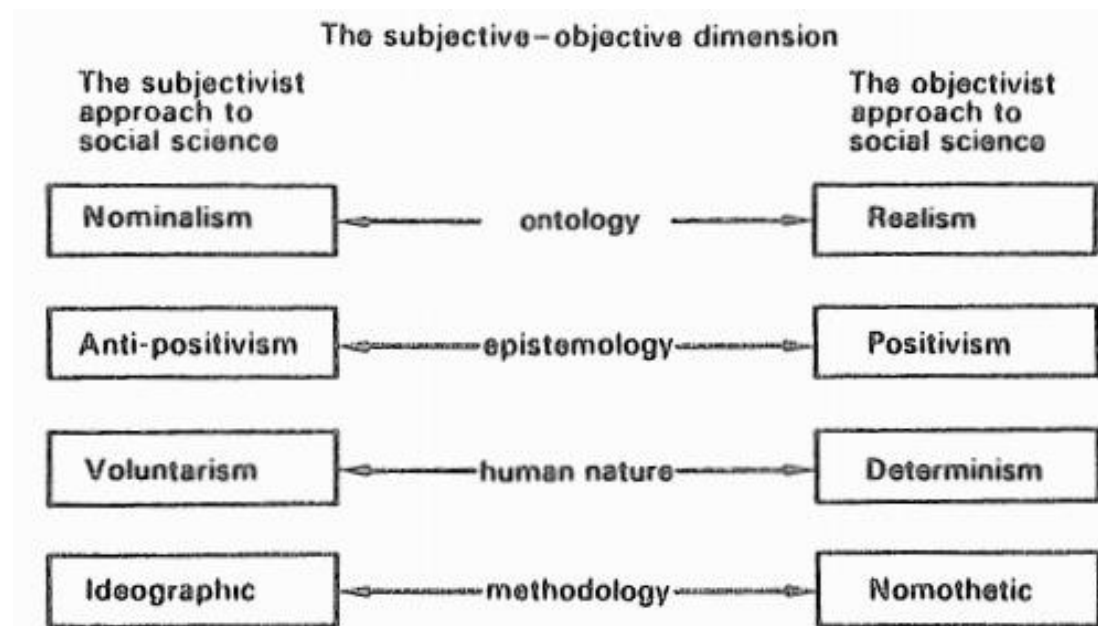 The subjective–objective dimension
The subjectivist
approach to
social science
The objectivist
approach to
social science
Nominalism
ontology
Realism
Anti-positivism
epistemology
Positivism
Voluntarism
human nature
Determinism
Ideographic
methodology
Nomothetic